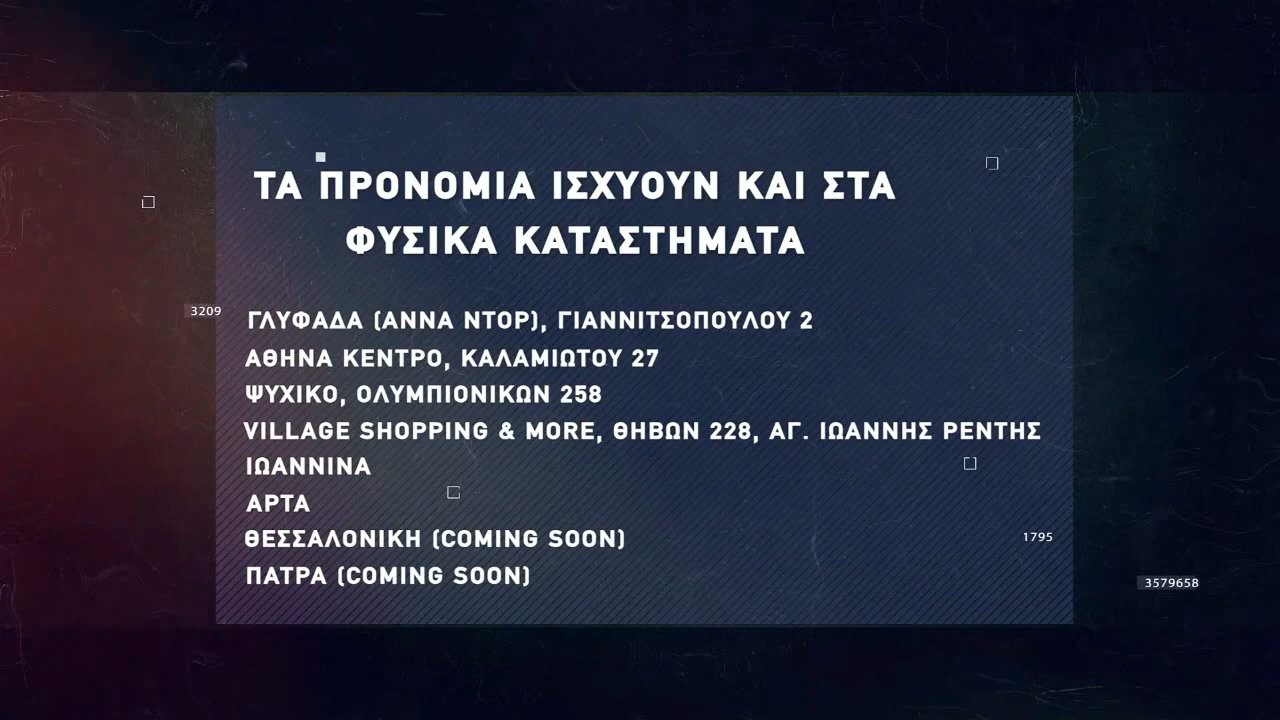 ΤΑ ΠΡΟΝΟΜΙΑ ΙΣΧΥΟΥΝ ΚΑΙ ΣΤΑ
ΦΥΣΙΚΑ ΚΑΤΑΣΤΗΜΑΤΑ
3209
ΓΛΥΦΑΔΑ (ΑΝΝΑ ΝΤΟΡ), ΓΙΑΝΝΙΤΣΟΠΟΥΛΟΥ 2
ΑΘΗΝΑ ΚΕΝΤΡΟ, ΚΑΛΑΜΙΩΤΟΥ 27
ΨΥΧΙΚΟ, ΟΛΥΜΠΙΟΝΙΚΩΝ 258
VILLAGE SHOPPING & MORE, ΘΗΒΩΝ 228, ΑΓ. ΙΩΑΝΝΗΣ ΡΕΝΤΗΣ
ΙΩΑΝΝΙΝΑ
ΑΡΤΑ
ΘΕΣΣΑΛΟΝΙΚΗ (COMING SOON)
1795
ΠΑΤΡΑ (COMING SOON)
3579658